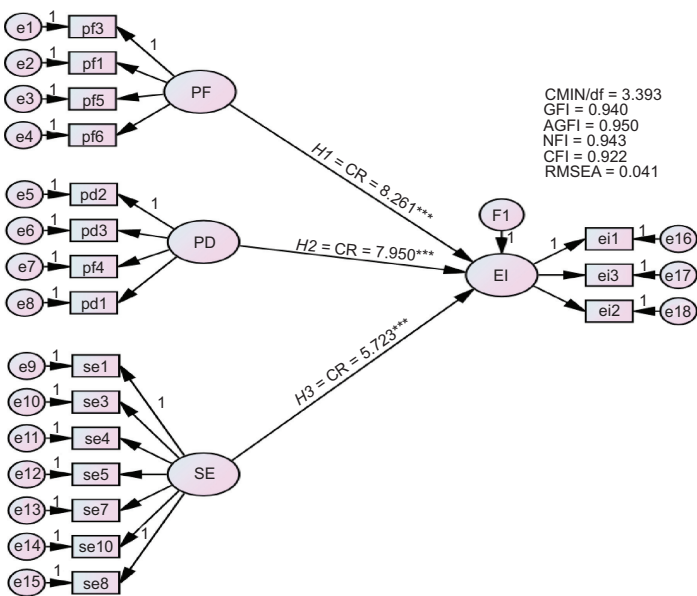 e1 1 pf3
1
e2 1 pf1
e3 1 pf5
e4 1 pf6
PF
CMIN/df = 3.393
GFI = 0.940
AGFI = 0.950
NFI = 0.943
CFI = 0.922
RMSEA = 0.041
H1 = CR = 8.261***
e5 1 pd2
1
e6 1 pd3
e7 1 pf4
e8 1 pd1
PD
H2 = CR = 7.950***
F1
1
EI
1
ei1 1 e16
ei3 1 e17
ei2 1 e18
H3 = CR = 5.723***
e9 1 se1
1
e10 1 se3
e11 1 se4
e12 1 se5
e13 1 se7
e14 1 se10
1
e15 1 se8
SE